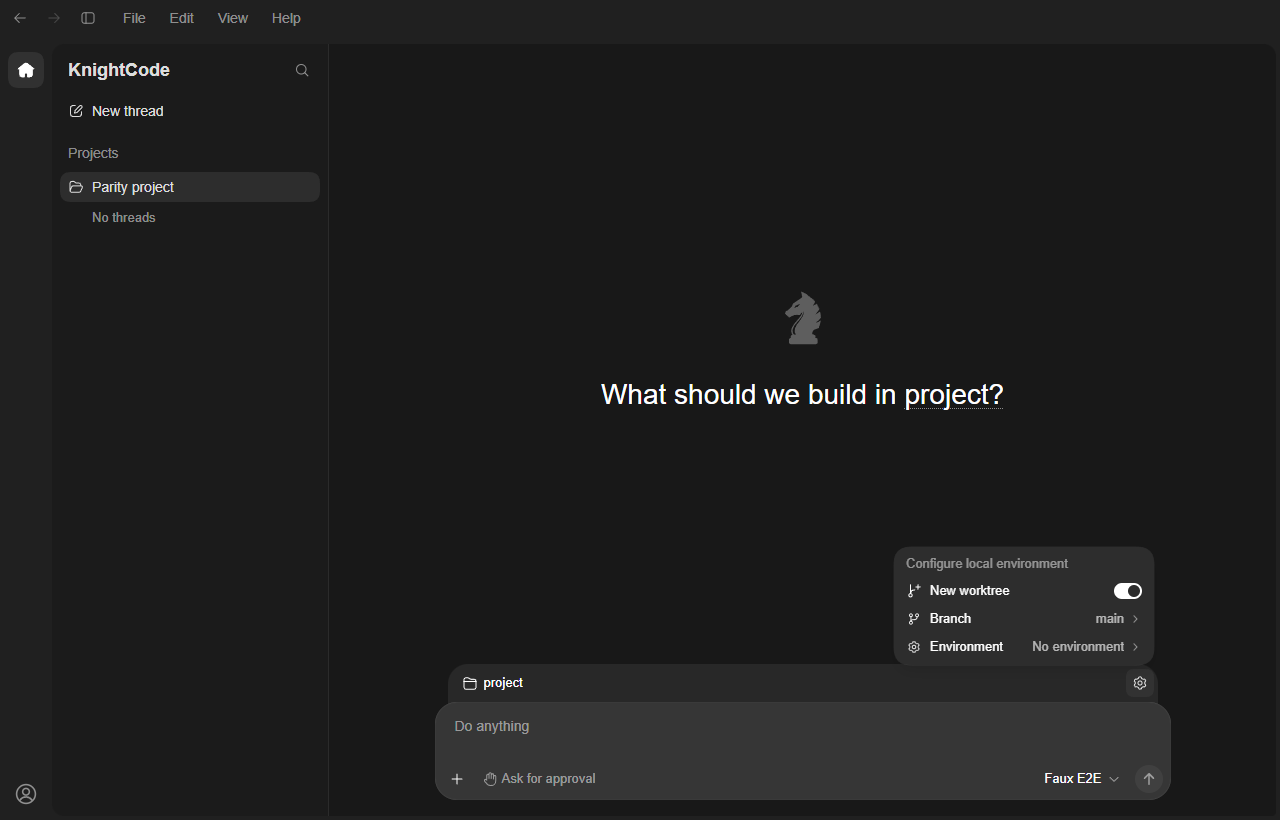 File Edit View Help
KnightCode
New thread
Projects
Parity project
No threads
What should we build in project?
Configure local environment
New worktree
Branch main
Environment No environment
project
Do anything
Ask for approval Faux E2E